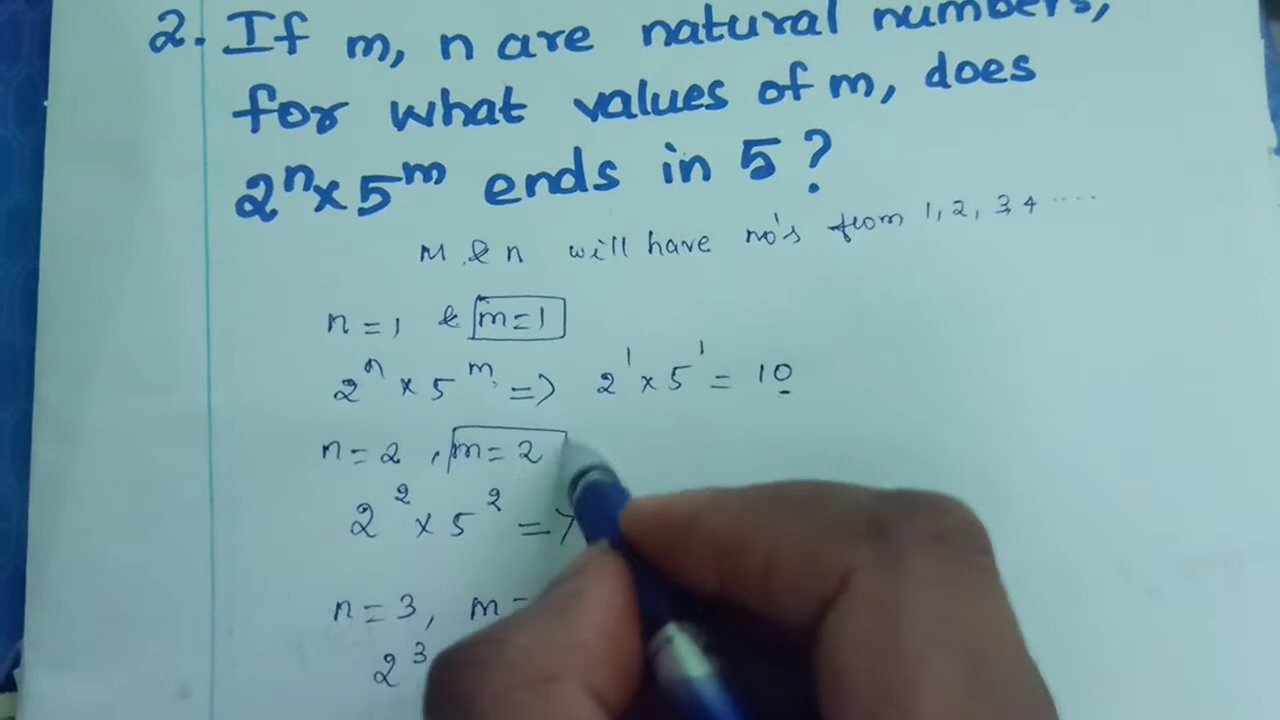 2. If m, n are natural numbers,
for what values of m, does
2ⁿ×5ᵐ ends in 5?
M & n will have no's from 1, 2, 3, 4 ....
n=1 & m=1
2ⁿ × 5ᵐ => 2¹ × 5¹ = 10
n=2, m=2
2² × 5² =>
n=3, m=
2³